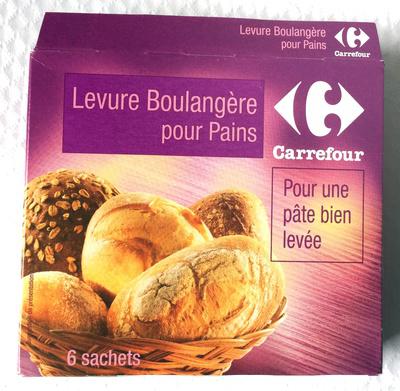 Levure Boulangère
pour Pains
Carrefour
Levure Boulangère
pour Pains
Carrefour
Pour une
pâte bien
levée
6 sachets